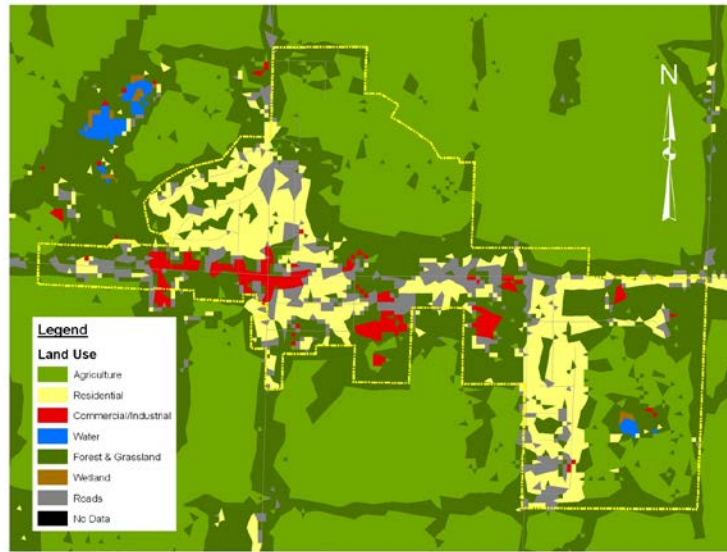 N
Legend
Land Use
Agriculture
Residential
Commercial/Industrial
Water
Forest & Grassland
Wetland
Roads
No Data